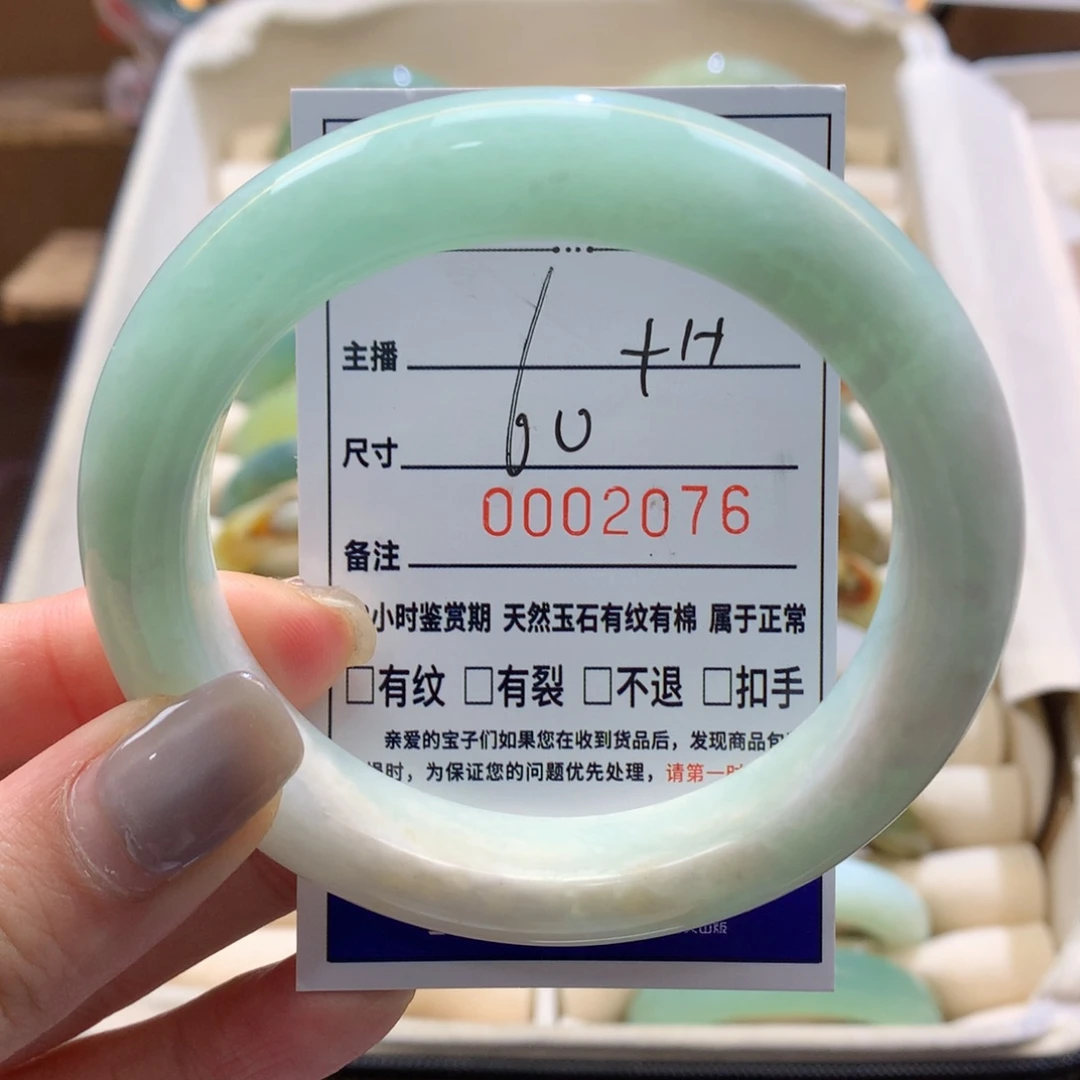 主播
尺寸 60
0002076
备注
小时鉴赏期 天然玉石有纹有棉 属于正常
□有纹 □有裂 □不退 □扣手
亲爱的宝子们如果您在收到货品后，发现商品包
时，为保证您的问题优先处理，请第一时